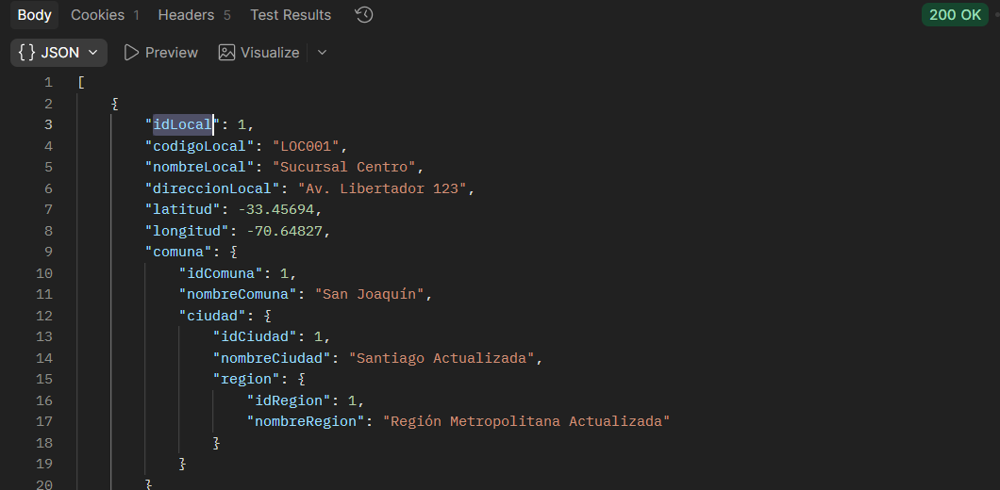 Body Cookies 1 Headers 5 Test Results 200 OK
{} JSON Preview Visualize
1 [
2 {
3 "idLocal": 1,
4 "codigoLocal": "LOC001",
5 "nombreLocal": "Sucursal Centro",
6 "direccionLocal": "Av. Libertador 123",
7 "latitud": -33.45694,
8 "longitud": -70.64827,
9 "comuna": {
10 "idComuna": 1,
11 "nombreComuna": "San Joaquín",
12 "ciudad": {
13 "idCiudad": 1,
14 "nombreCiudad": "Santiago Actualizada",
15 "region": {
16 "idRegion": 1,
17 "nombreRegion": "Región Metropolitana Actualizada"
18 }
19 }
20 }